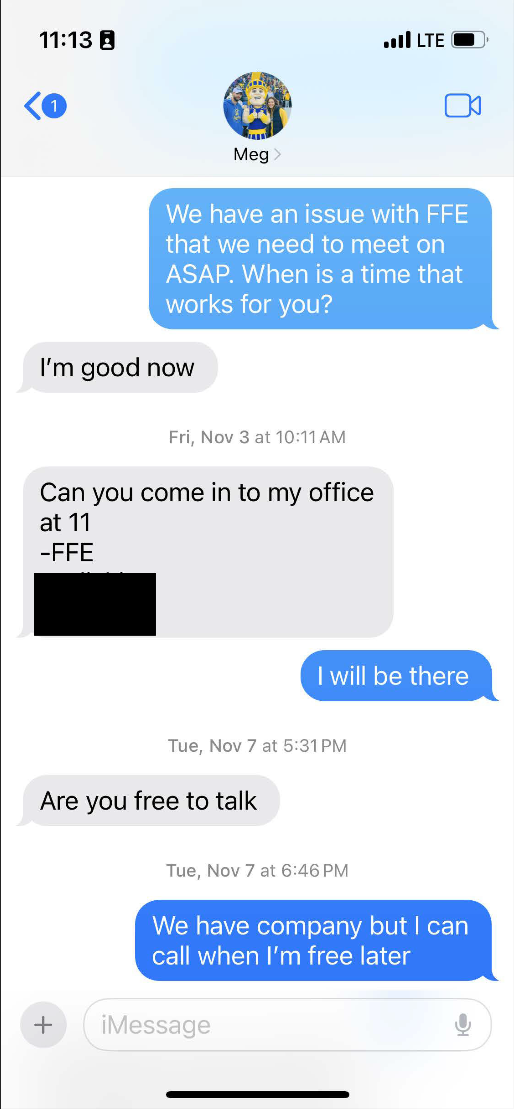 11:13
LTE
1
Meg
We have an issue with FFE
that we need to meet on
ASAP. When is a time that
works for you?
I’m good now
Fri, Nov 3 at 10:11 AM
Can you come in to my office
at 11
-FFE
I will be there
Tue, Nov 7 at 5:31 PM
Are you free to talk
Tue, Nov 7 at 6:46 PM
We have company but I can
call when I’m free later
iMessage